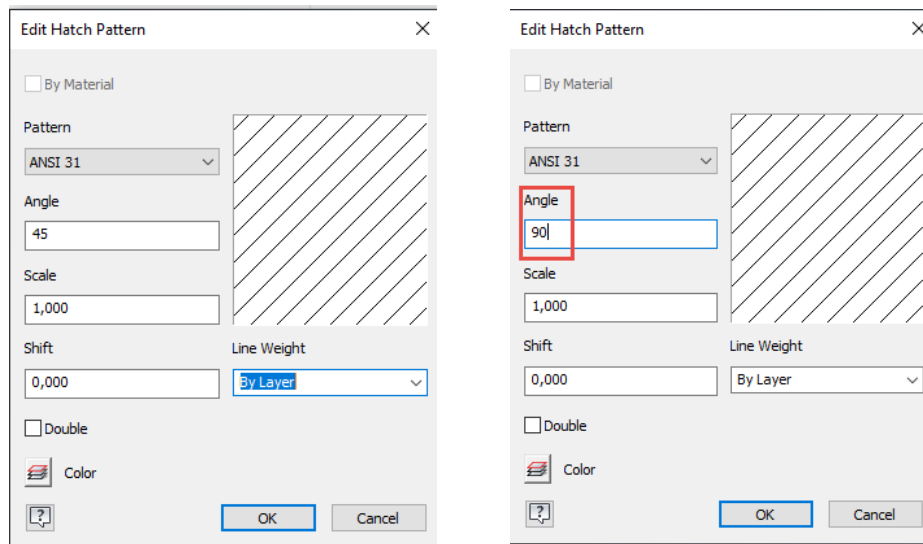 Edit Hatch Pattern
By Material
Pattern
ANSI 31
Angle
45
Scale
1,000
Shift
Line Weight
0,000
By Layer
Double
Color
?
OK
Cancel
Edit Hatch Pattern
By Material
Pattern
ANSI 31
Angle
90
Scale
1,000
Shift
Line Weight
0,000
By Layer
Double
Color
?
OK
Cancel